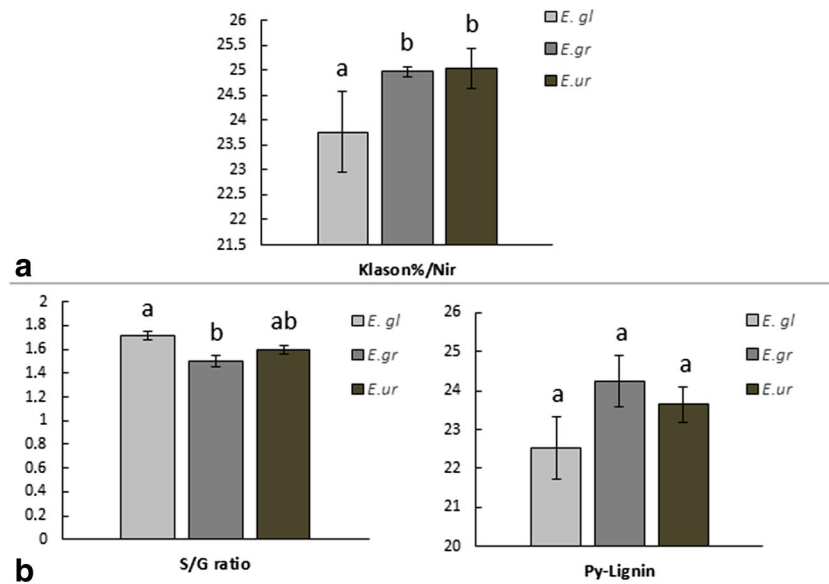 26
25.5
25
24.5
24
23.5
23
22.5
22
21.5
a
b
b
E. gl
E.gr
E.ur
Klason%/Nir
a
2
1.8
1.6
1.4
1.2
1
0.8
0.6
0.4
0.2
0
a
b
ab
E. gl
E.gr
E.ur
S/G ratio
26
25
24
23
22
21
20
a
a
a
E. gl
E.gr
E.ur
Py-Lignin
b